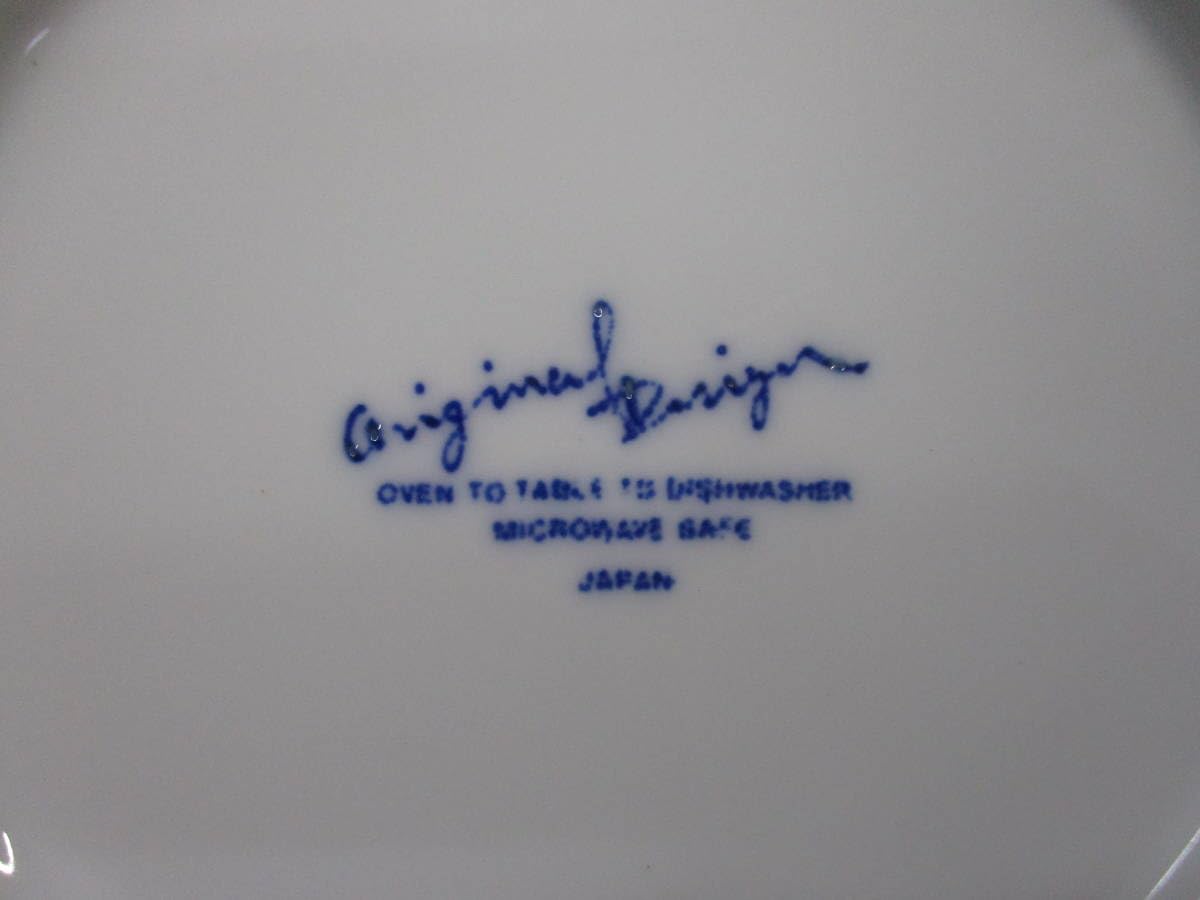 Original Design
OVEN TO TABLE TO DISHWASHER
MICROWAVE SAFE
JAPAN